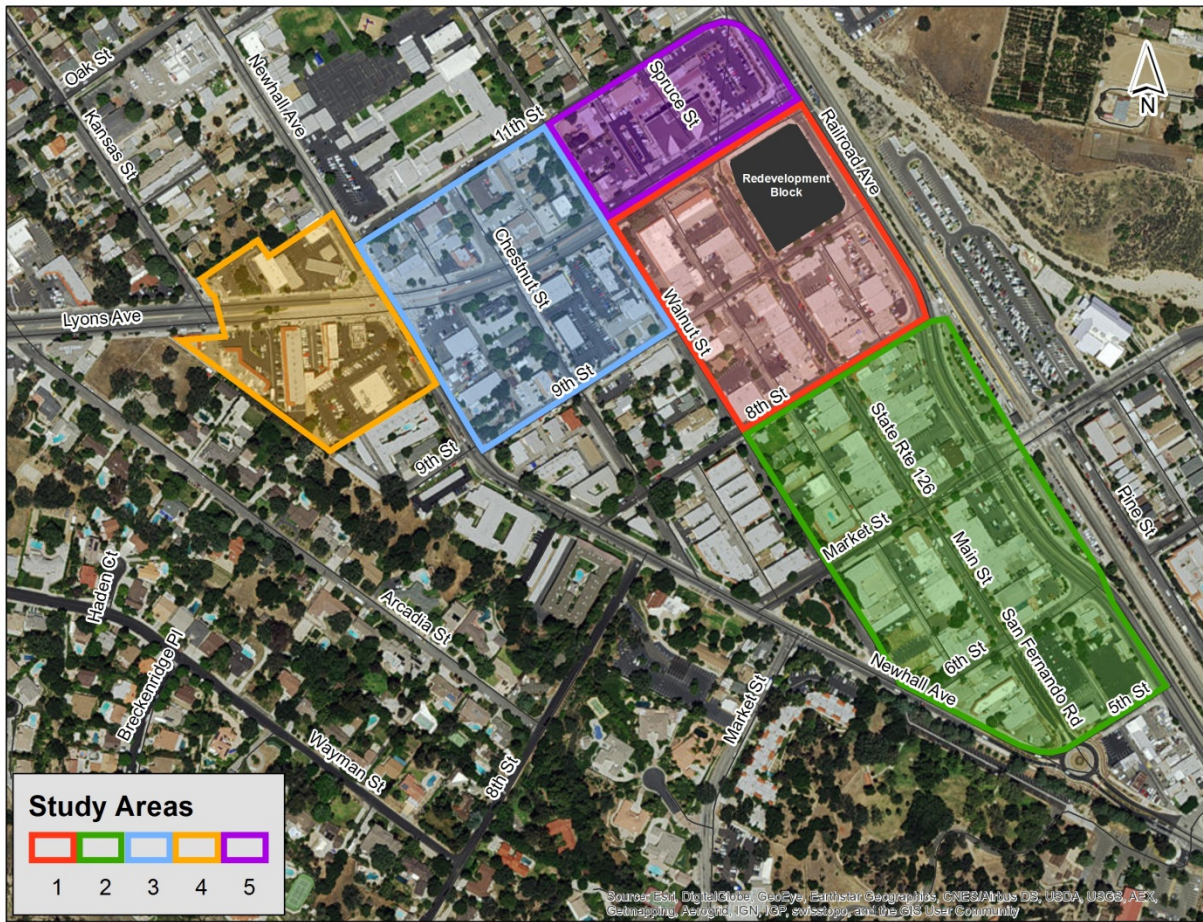 Oak St
Kansas St
Newhall Ave
11th St
Spruce St
Railroad Ave
N
Redevelopment
Block
Lyons Ave
Chestnut St
Walnut St
9th St
8th St
9th St
State Rte 126
Market St
Main St
Pine St
Haden Ct
Breckenridge Pl
Arcadia St
Wayman St
8th St
Market St
Newhall Ave
6th St
San Fernando Rd
5th St
Study Areas
1 2 3 4 5
Source: Esri, DigitalGlobe, GeoEye, Earthstar Geographics, CNES/Airbus DS, USDA, USGS, AEX,
Getmapping, Aerogrid, IGN, IGP, swisstopo, and the GIS User Community